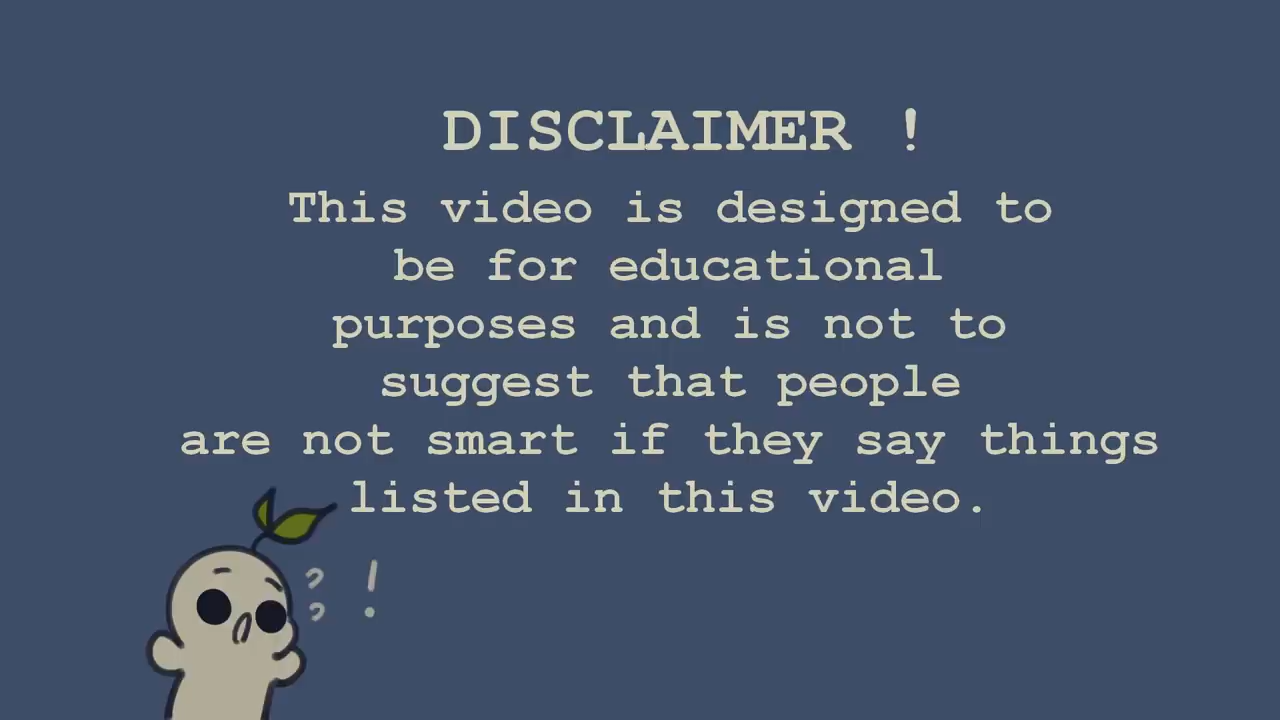 DISCLAIMER !
This video is designed to
be for educational
purposes and is not to
suggest that people
are not smart if they say things
listed in this video.
!